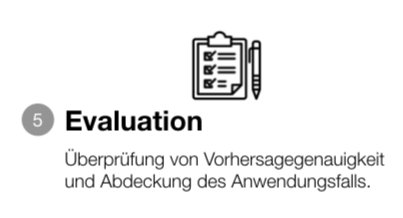 5 Evaluation
Überprüfung von Vorhersagegenauigkeit
und Abdeckung des Anwendungsfalls.